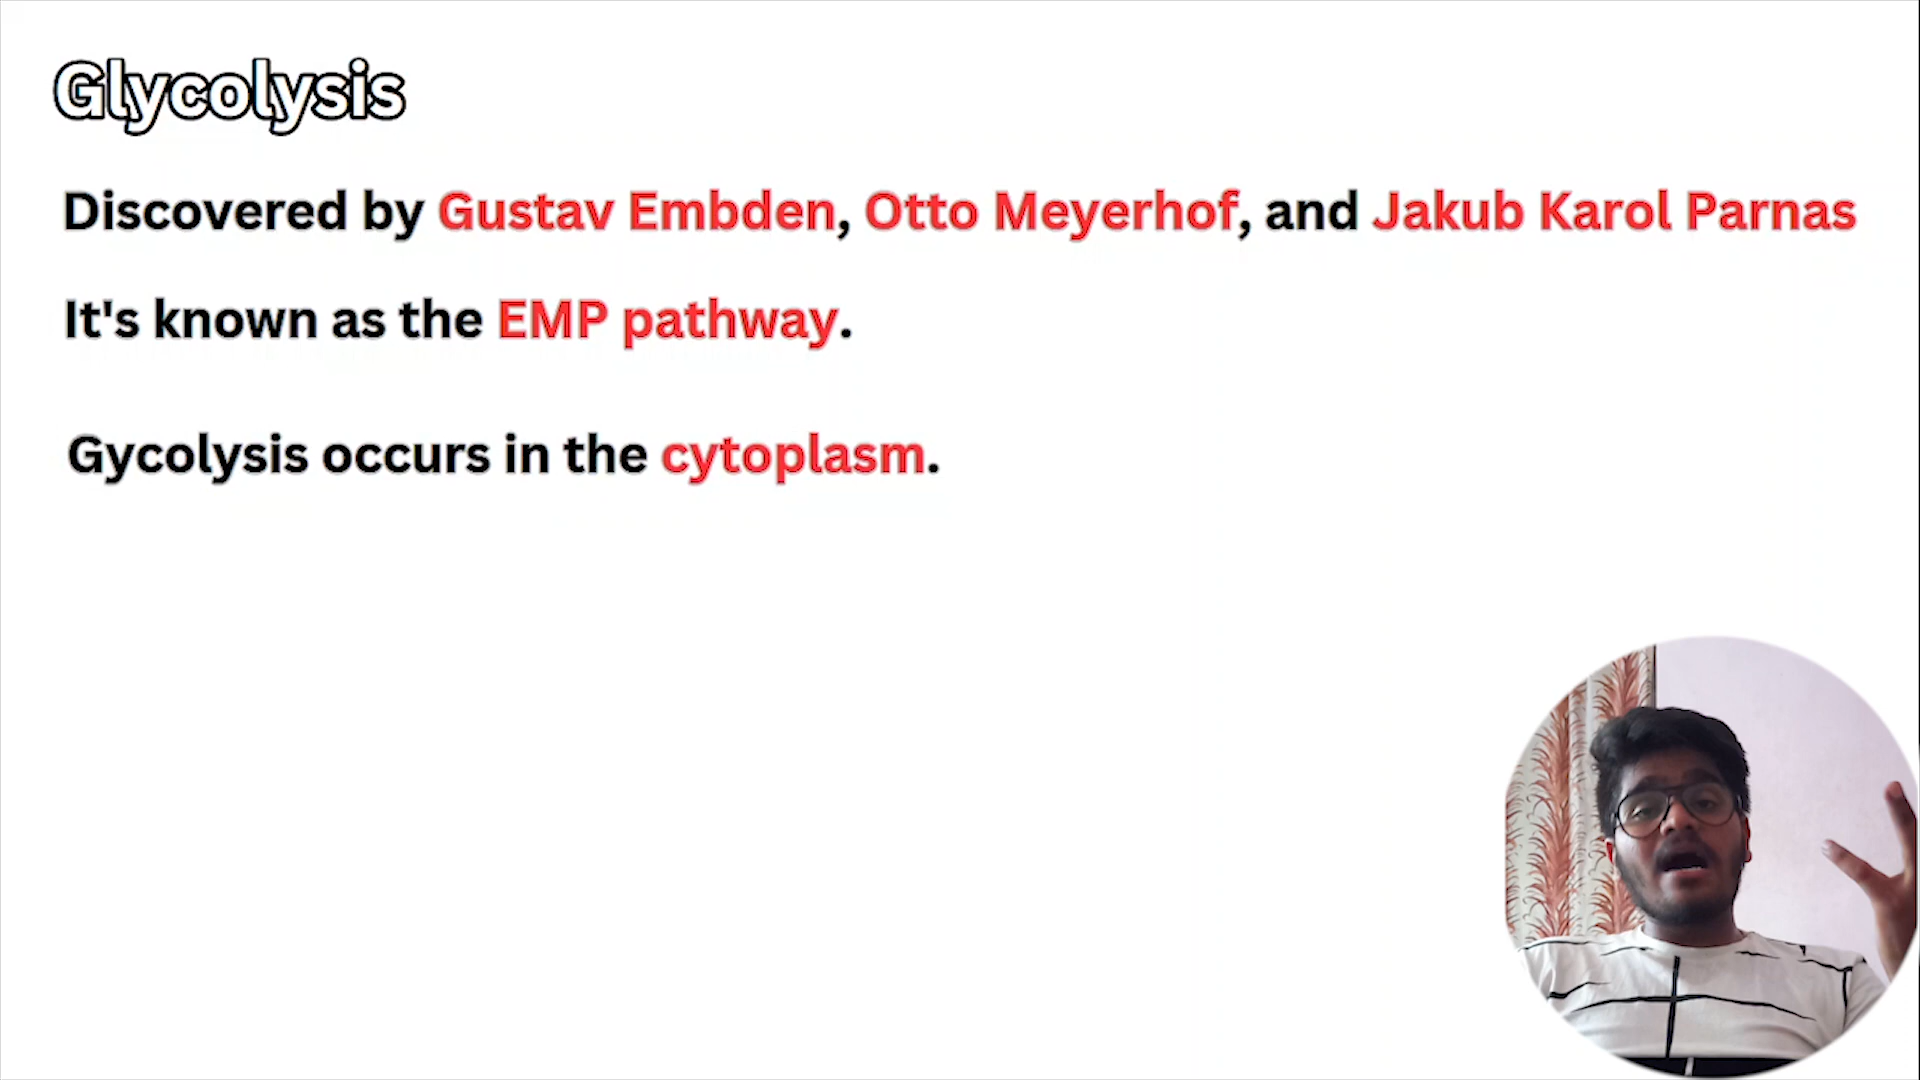 Glycolysis
Discovered by Gustav Embden, Otto Meyerhof, and Jakub Karol Parnas
It's known as the EMP pathway.
Gycolysis occurs in the cytoplasm.